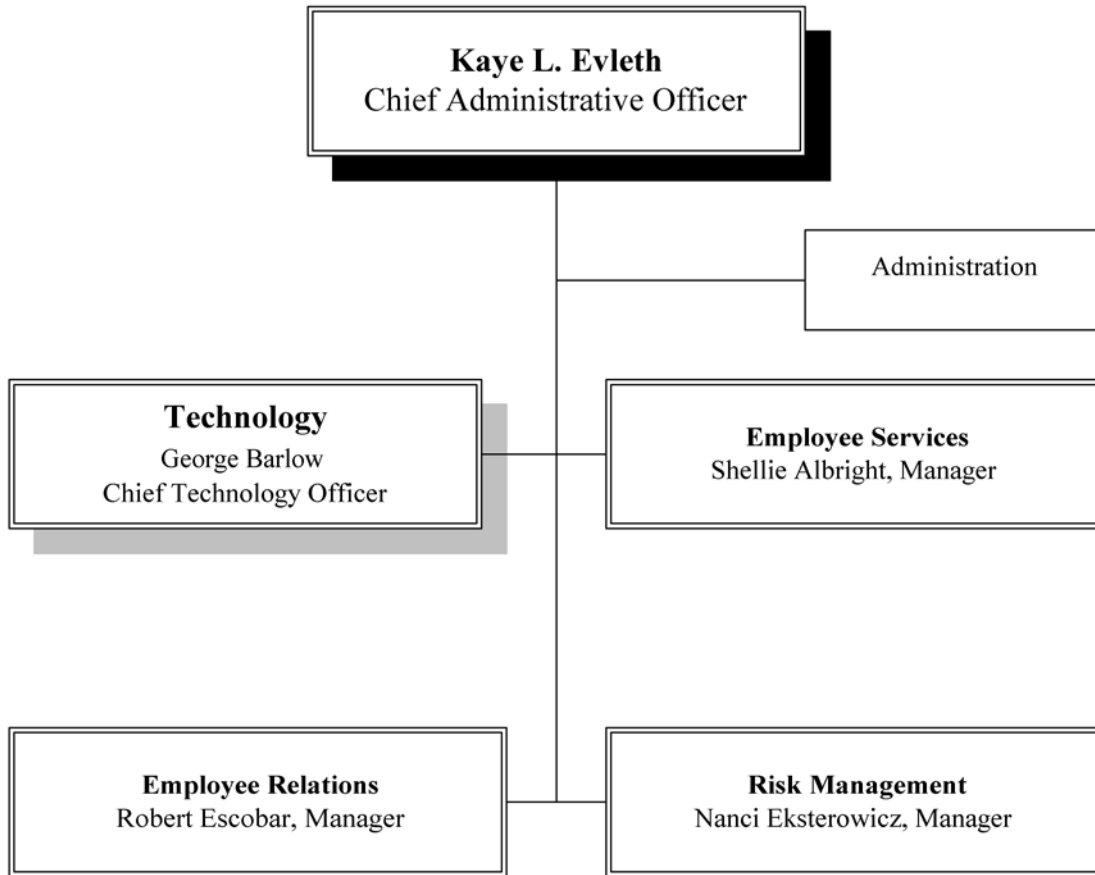 Kaye L. Evleth
Chief Administrative Officer
Administration
Technology
George Barlow
Chief Technology Officer
Employee Services
Shellie Albright, Manager
Employee Relations
Robert Escobar, Manager
Risk Management
Nanci Eksterowicz, Manager